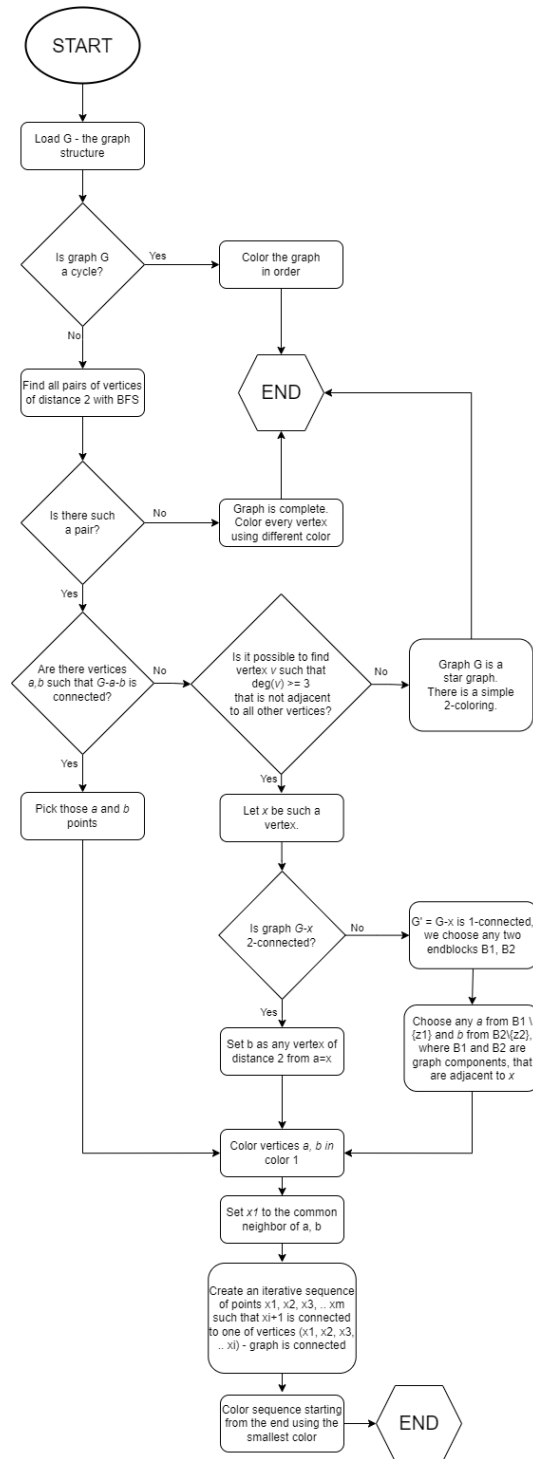 START
Load G - the graph
structure
Is graph G
a cycle?
Yes
Color the graph
in order
No
Find all pairs of vertices
of distance 2 with BFS
END
Is there such
a pair?
No
Graph is complete.
Color every vertex
using different color
Yes
Are there vertices
a,b such that G-a-b is
connected?
No
Is it possible to find
vertex v such that
deg(v) >= 3
that is not adjacent
to all other vertices?
No
Graph G is a
star graph.
There is a simple
2-coloring.
Yes
Pick those a and b
points
Yes
Let x be such a
vertex.
Is graph G-x
2-connected?
No
G' = G-x is 1-connected,
we choose any two
endblocks B1, B2
Yes
Set b as any vertex of
distance 2 from a=x
Choose any a from B1 \
{z1} and b from B2\{z2},
where B1 and B2 are
graph components, that
are adjacent to x
Color vertices a, b in
color 1
Set x1 to the common
neighbor of a, b
Create an iterative sequence
of points x1, x2, x3, .. xm
such that xi+1 is connected
to one of vertices (x1, x2, x3,
.. xi) - graph is connected
Color sequence starting
from the end using the
smallest color
END